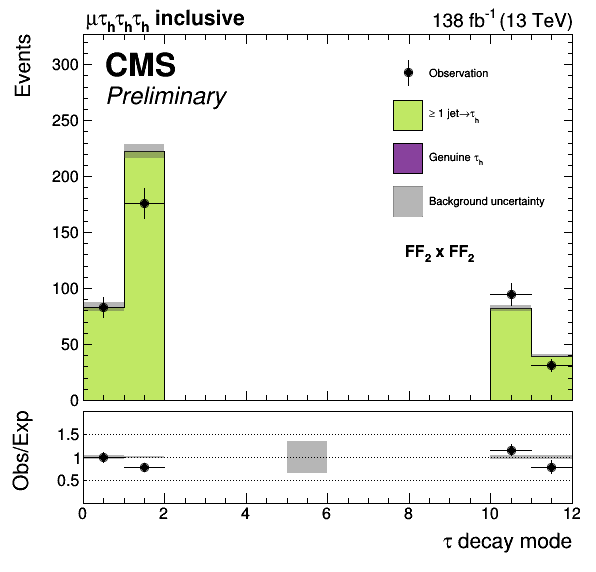 μτₕτₕτₕ inclusive 138 fb⁻¹ (13 TeV)
Events
CMS
Preliminary
Observation
≥ 1 jet→τₕ
Genuine τₕ
Background uncertainty
FF₂ x FF₂
300
250
200
150
100
50
0
Obs/Exp
1.5
1
0.5
0 2 4 6 8 10 12
τ decay mode